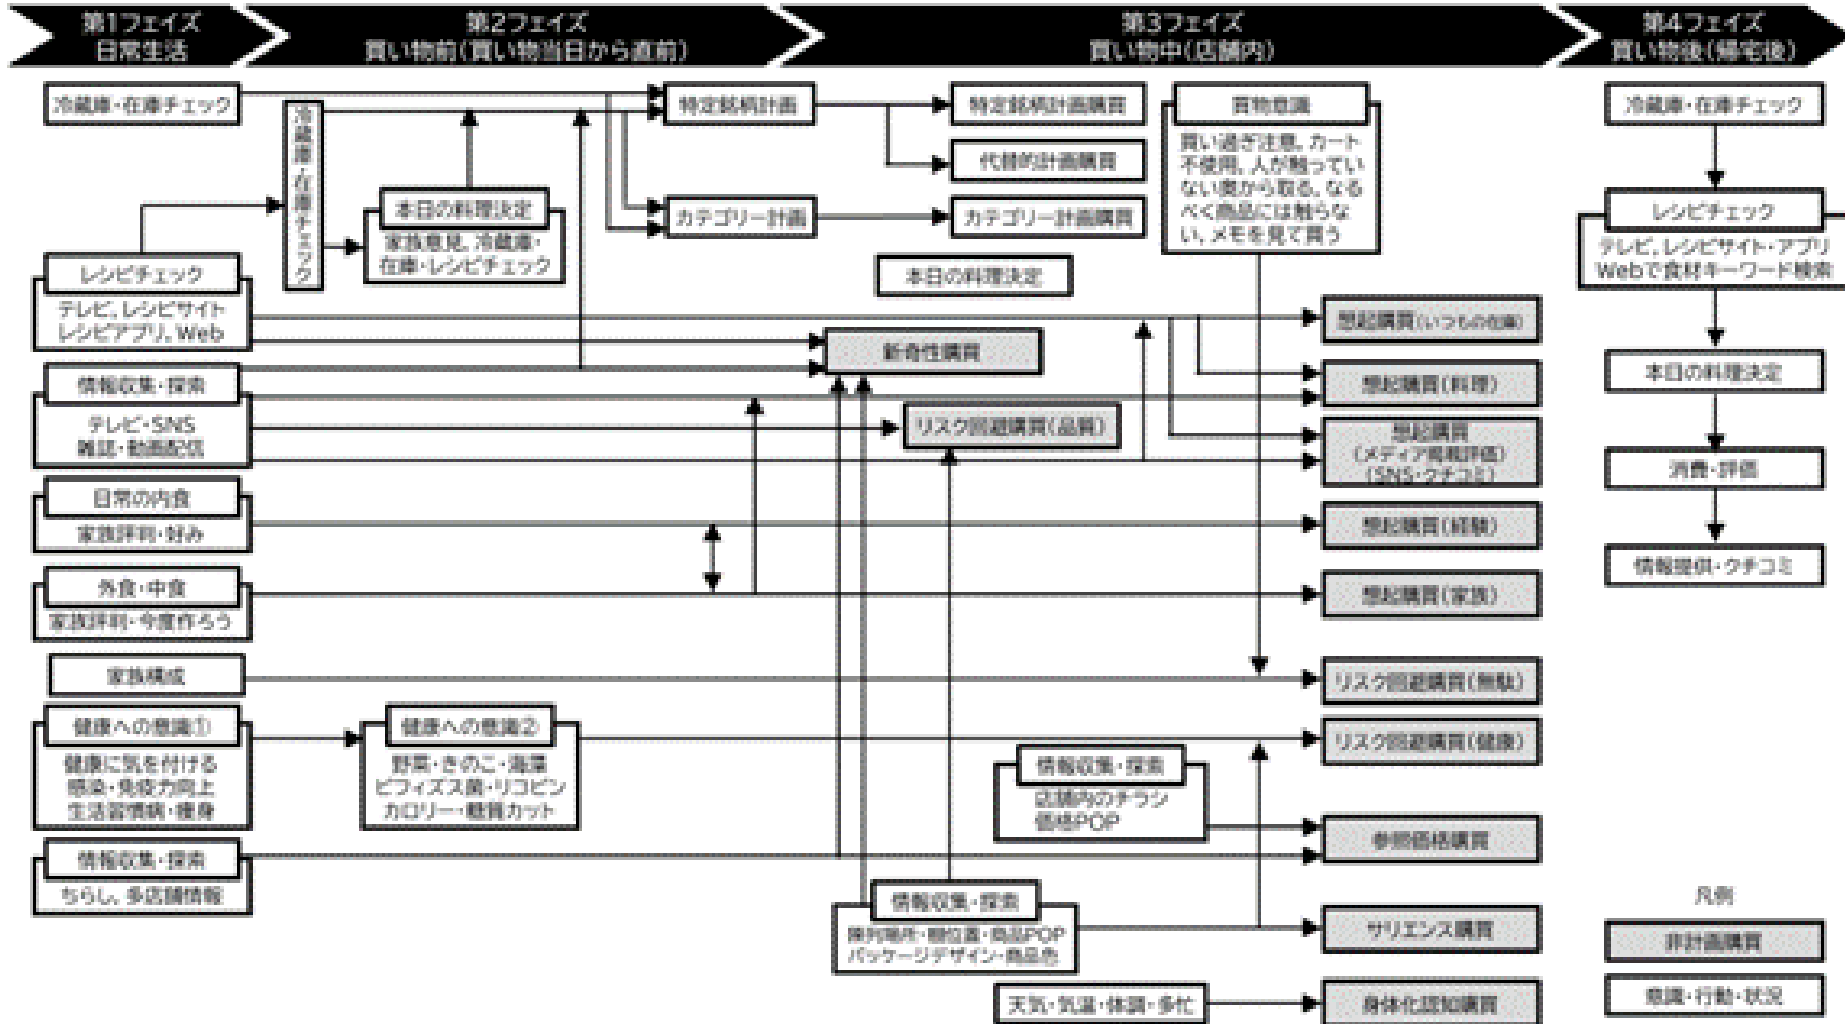 第1フェイズ
日常生活
第2フェイズ
買い物前(買い物当日から直前)
第3フェイズ
買い物中(店舗内)
第4フェイズ
買い物後(帰宅後)
冷蔵庫・在庫チェック
冷蔵庫・在庫チェック
本日の料理決定
家族意見、冷蔵庫・
在庫・レシピチェック
特定銘柄計画
カテゴリー計画
特定銘柄計画購買
代替的計画購買
カテゴリー計画購買
本日の料理決定
買物意識
買い過ぎ注意、カート
不使用、人が触ってい
ない奥から取る、なる
べく商品には触らな
い、メモを見て買う
レシピチェック
テレビ、レシピサイト
レシピアプリ、Web
情報収集・探索
テレビ・SNS
雑誌・動画配信
日常の内食
家族評判・好み
外食・中食
家族評判・今度作ろう
家族構成
健康への意識①
健康に気を付ける
感染・免疫力向上
生活習慣病・痩身
健康への意識②
野菜・きのこ・海藻
ビフィズス菌・リコピン
カロリー・糖質カット
情報収集・探索
ちらし、多店舗情報
新奇性購買
リスク回避購買(品質)
想起購買(いつもの在庫)
想起購買(料理)
想起購買
(メディア掲載評価)
(SNS・クチコミ)
想起購買(経験)
想起購買(家族)
リスク回避購買(無駄)
リスク回避購買(健康)
情報収集・探索
店舗内のチラシ
価格POP
参照価格購買
情報収集・探索
陳列場所・棚位置・商品POP
パッケージデザイン・商品色
サリエンス購買
天気・気温・体調・多忙
身体化認知購買
冷蔵庫・在庫チェック
レシピチェック
テレビ、レシピサイト・アプリ
Webで食材キーワード検索
本日の料理決定
消費・評価
情報提供・クチコミ
凡例
非計画購買
意識・行動・状況